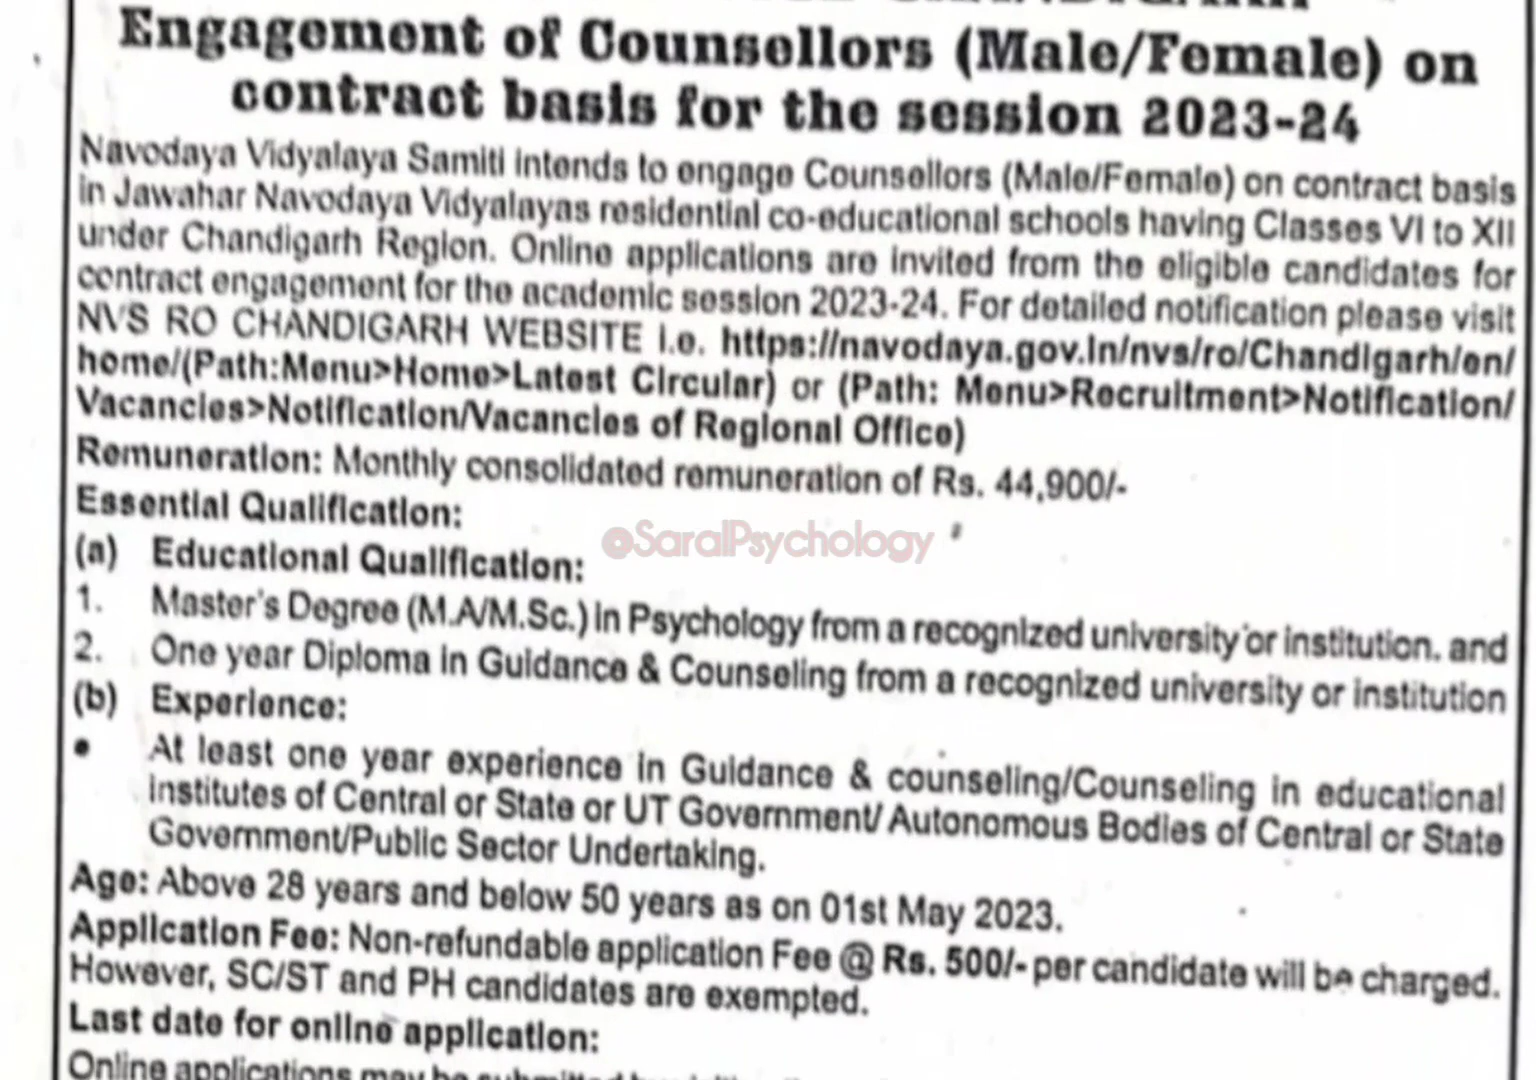 Engagement of Counsellors (Male/Female) on
contract basis for the session 2023-24
Navodaya Vidyalaya Samiti intends to engage Counsellors (Male/Female) on contract basis
in Jawahar Navodaya Vidyalayas residential co-educational schools having Classes VI to XII
under Chandigarh Region. Online applications are invited from the eligible candidates for
contract engagement for the academic session 2023-24. For detailed notification please visit
NVS RO CHANDIGARH WEBSITE i.e. https://navodaya.gov.in/nvs/ro/Chandigarh/en/
home/(Path:Menu>Home>Latest Circular) or (Path: Menu>Recruitment>Notification/
Vacancies>Notification/Vacancies of Regional Office)
Remuneration: Monthly consolidated remuneration of Rs. 44,900/-
Essential Qualification:
@SaralPsychology
(a) Educational Qualification:
1. Master's Degree (M.A/M.Sc.) in Psychology from a recognized university or institution. and
2. One year Diploma in Guidance & Counseling from a recognized university or institution
(b) Experience:
• At least one year experience in Guidance & counseling/Counseling in educational
institutes of Central or State or UT Government/ Autonomous Bodies of Central or State
Government/Public Sector Undertaking.
Age: Above 28 years and below 50 years as on 01st May 2023.
Application Fee: Non-refundable application Fee @ Rs. 500/- per candidate will be charged.
However, SC/ST and PH candidates are exempted.
Last date for online application:
Online applications may be submitted